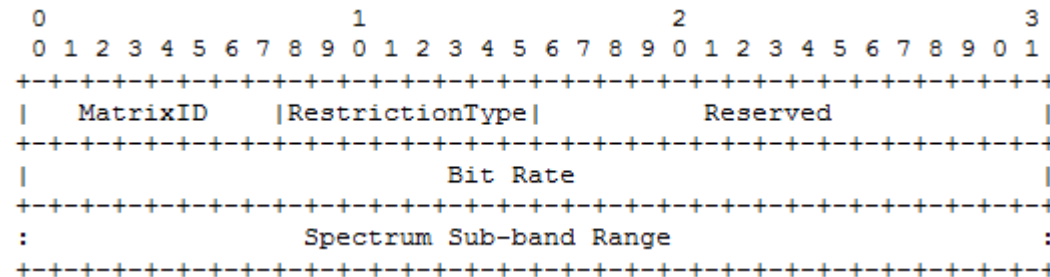 0                   1                   2                   3
0 1 2 3 4 5 6 7 8 9 0 1 2 3 4 5 6 7 8 9 0 1 2 3 4 5 6 7 8 9 0 1
+-+-+-+-+-+-+-+-+-+-+-+-+-+-+-+-+-+-+-+-+-+-+-+-+-+-+-+-+-+-+-+-+
|   MatrixID    |RestrictionType|          Reserved             |
+-+-+-+-+-+-+-+-+-+-+-+-+-+-+-+-+-+-+-+-+-+-+-+-+-+-+-+-+-+-+-+-+
|                          Bit Rate                             |
+-+-+-+-+-+-+-+-+-+-+-+-+-+-+-+-+-+-+-+-+-+-+-+-+-+-+-+-+-+-+-+-+
:                 Spectrum Sub-band Range                       :
+-+-+-+-+-+-+-+-+-+-+-+-+-+-+-+-+-+-+-+-+-+-+-+-+-+-+-+-+-+-+-+-+